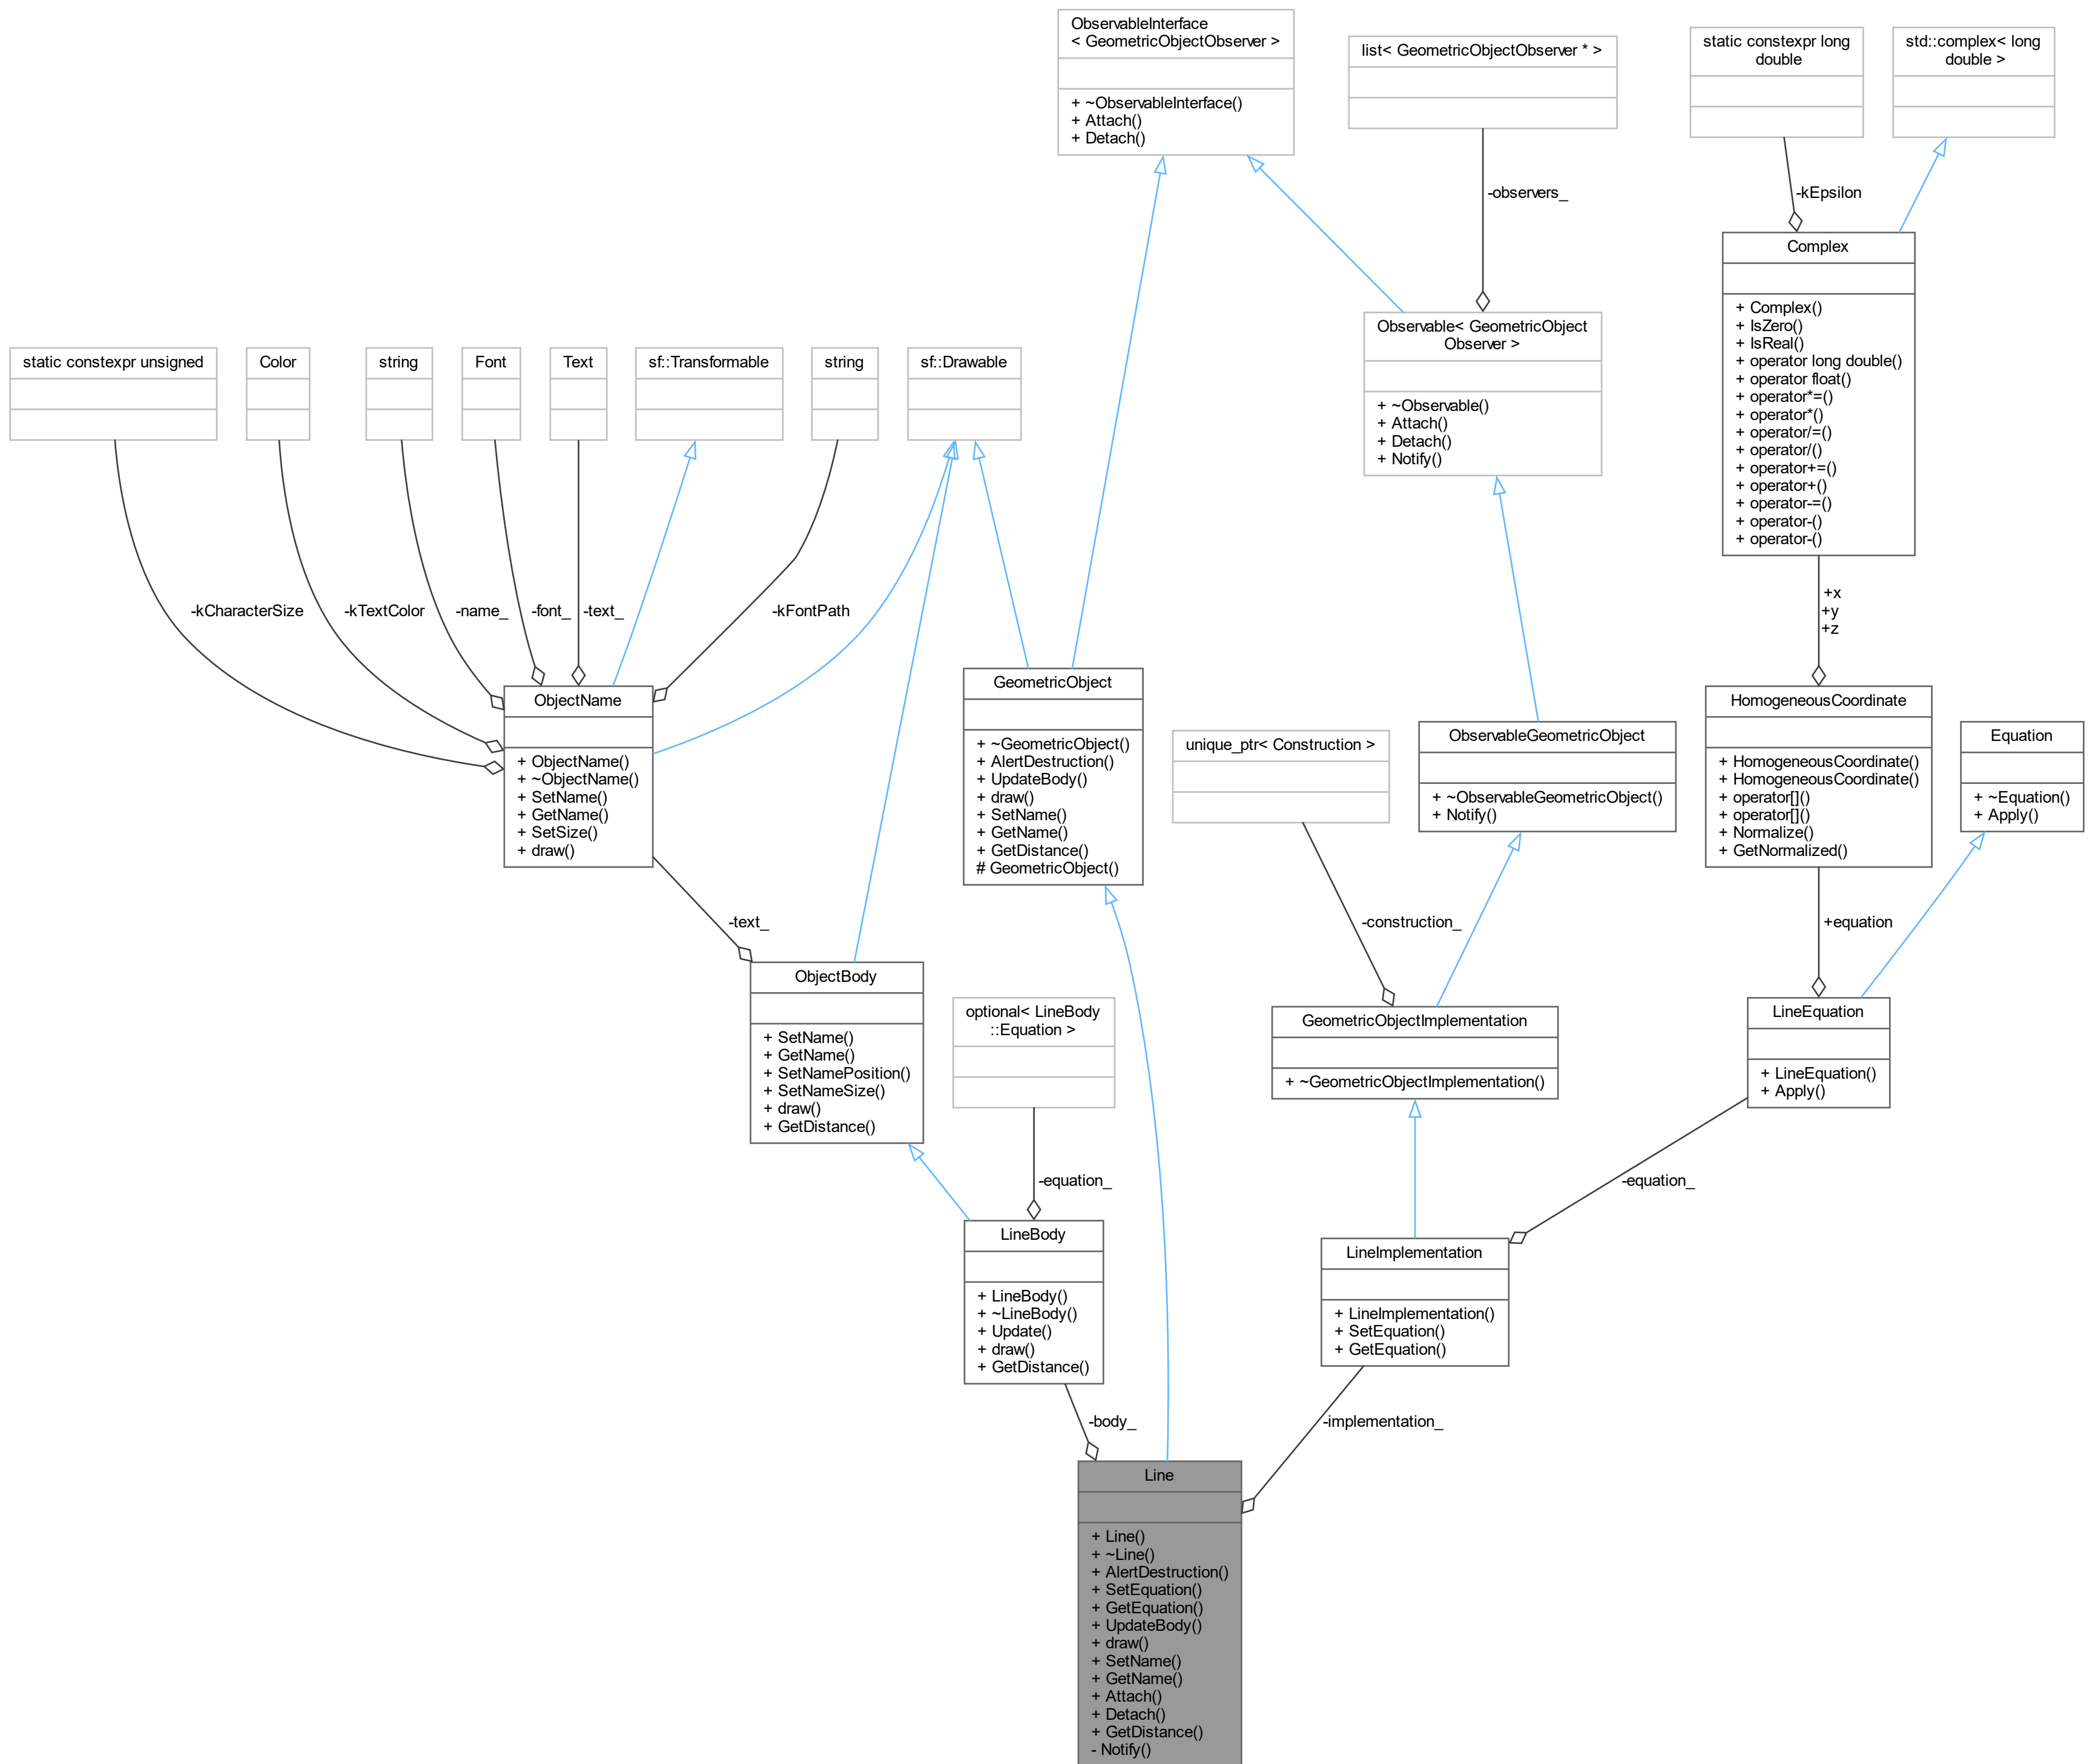 ObservableInterface
< GeometricObjectObserver >
+ ~ObservableInterface()
+ Attach()
+ Detach()
list< GeometricObjectObserver * >
static constexpr long
double
std::complex< long
double >
-observers_
-kEpsilon
Complex
+ Complex()
+ IsZero()
+ IsReal()
+ operator long double()
+ operator float()
+ operator*=()
+ operator*()
+ operator/=()
+ operator/()
+ operator+=()
+ operator+()
+ operator-=()
+ operator-()
+ operator-()
Observable< GeometricObject
Observer >
+ ~Observable()
+ Attach()
+ Detach()
+ Notify()
static constexpr unsigned
Color
string
Font
Text
sf::Transformable
string
sf::Drawable
-kCharacterSize
-kTextColor
-name_
-font_
-text_
-kFontPath
+x
+y
+z
ObjectName
+ ObjectName()
+ ~ObjectName()
+ SetName()
+ GetName()
+ SetSize()
+ draw()
GeometricObject
+ ~GeometricObject()
+ AlertDestruction()
+ UpdateBody()
+ draw()
+ SetName()
+ GetName()
+ GetDistance()
# GeometricObject()
unique_ptr< Construction >
ObservableGeometricObject
+ ~ObservableGeometricObject()
+ Notify()
HomogeneousCoordinate
+ HomogeneousCoordinate()
+ HomogeneousCoordinate()
+ operator[]()
+ operator[]()
+ Normalize()
+ GetNormalized()
Equation
+ ~Equation()
+ Apply()
-text_
-construction_
+equation
ObjectBody
+ SetName()
+ GetName()
+ SetNamePosition()
+ SetNameSize()
+ draw()
+ GetDistance()
optional< LineBody
::Equation >
GeometricObjectImplementation
+ ~GeometricObjectImplementation()
LineEquation
+ LineEquation()
+ Apply()
-equation_
-equation_
LineBody
+ LineBody()
+ ~LineBody()
+ Update()
+ draw()
+ GetDistance()
LineImplementation
+ LineImplementation()
+ SetEquation()
+ GetEquation()
-body_
-implementation_
Line
+ Line()
+ ~Line()
+ AlertDestruction()
+ SetEquation()
+ GetEquation()
+ UpdateBody()
+ draw()
+ SetName()
+ GetName()
+ Attach()
+ Detach()
+ GetDistance()
- Notify()